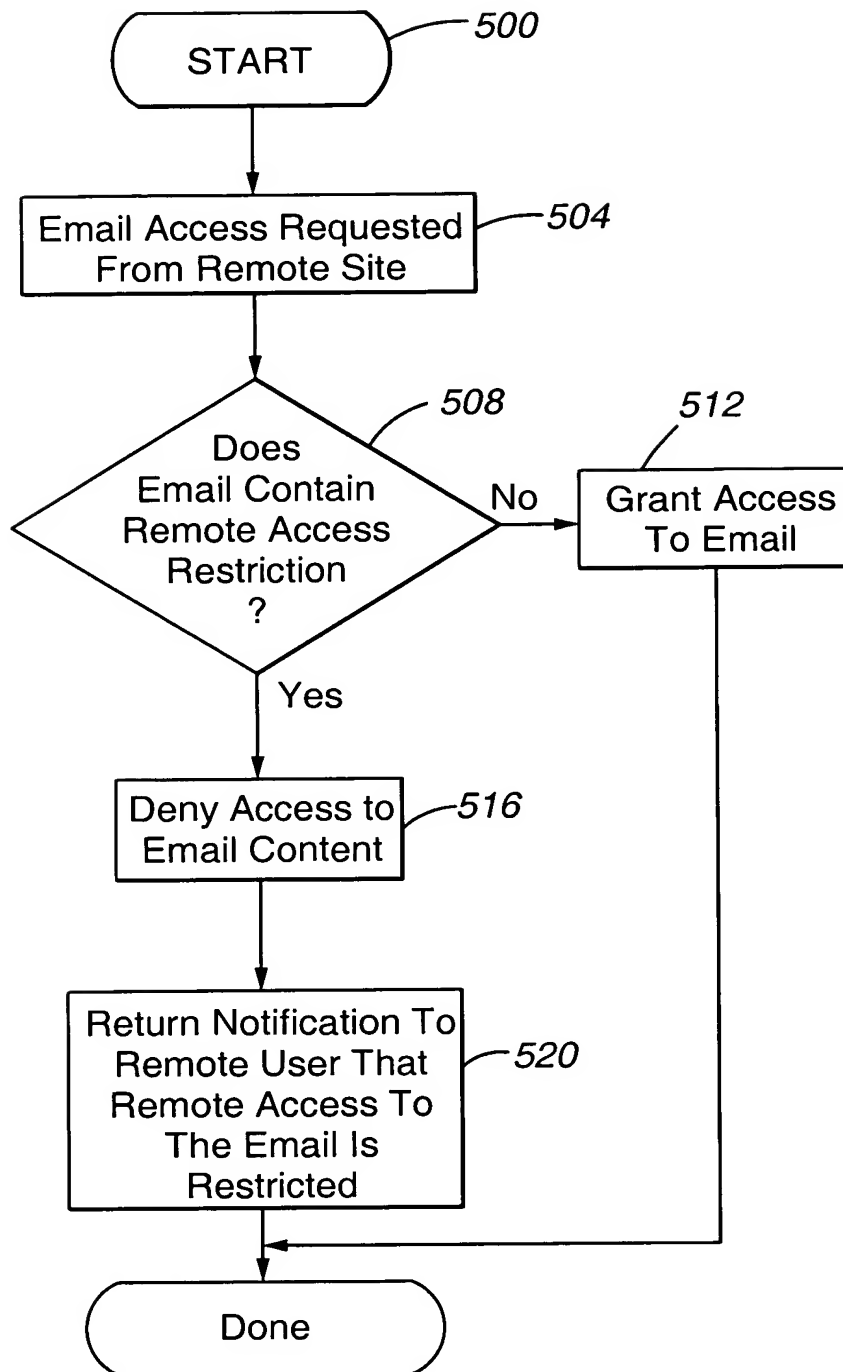 START
500
Email Access Requested
From Remote Site
504
Does
Email Contain
Remote Access
Restriction
?
508
No
512
Grant Access
To Email
Yes
Deny Access to
Email Content
516
Return Notification To
Remote User That
Remote Access To
The Email Is
Restricted
520
Done